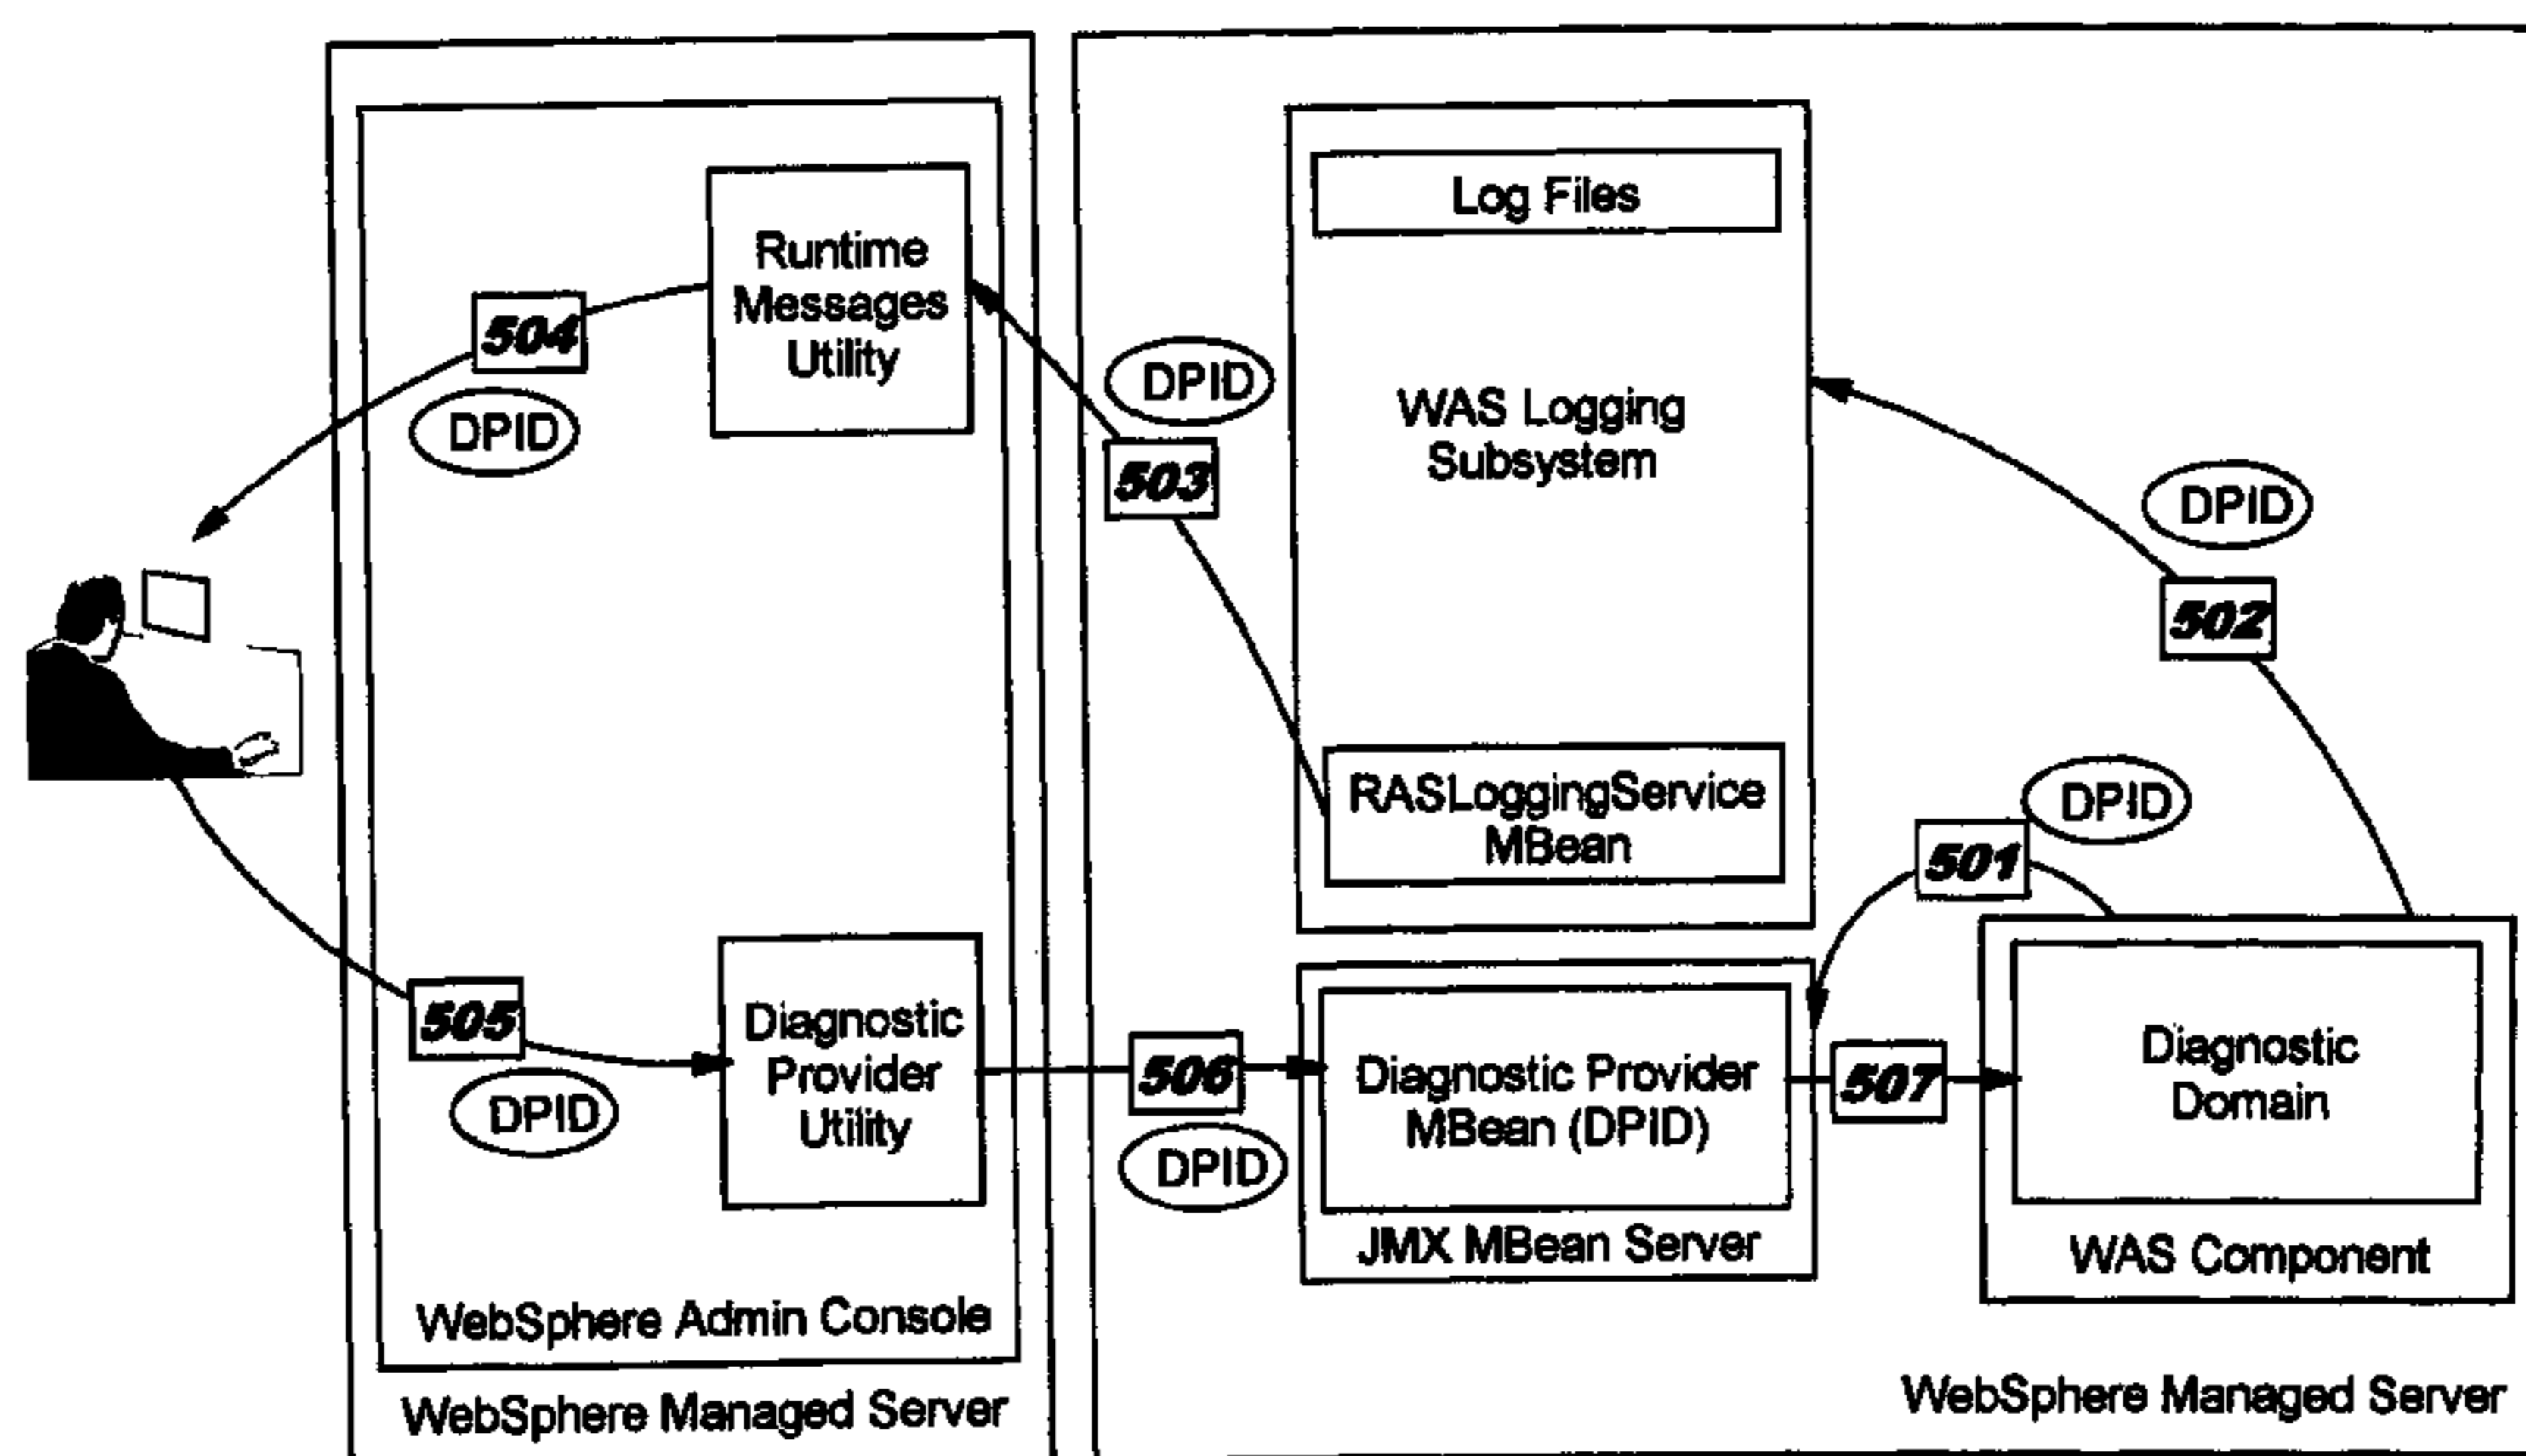 Runtime
Messages
Utility
504
DPID
DPID
503
Log Files
WAS Logging
Subsystem
DPID
502
RASLoggingService
MBean
DPID
501
505
DPID
Diagnostic
Provider
Utility
506
DPID
Diagnostic Provider
MBean (DPID)
JMX MBean Server
507
Diagnostic
Domain
WAS Component
WebSphere Admin Console
WebSphere Managed Server
WebSphere Managed Server